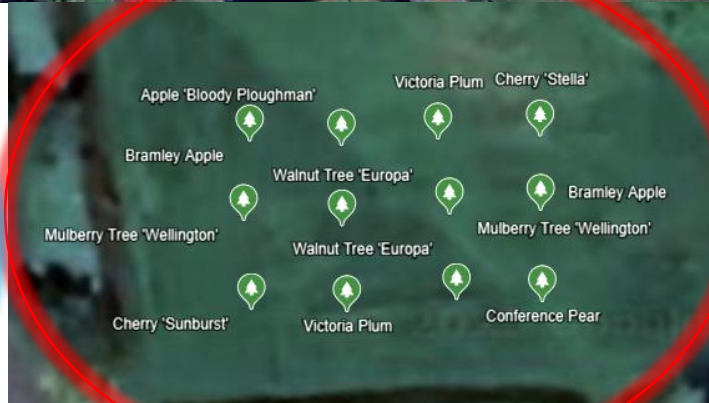 Victoria Plum
Cherry 'Stella'
Apple 'Bloody Ploughman'
Bramley Apple
Walnut Tree 'Europa'
Bramley Apple
Mulberry Tree 'Wellington'
Mulberry Tree 'Wellington'
Walnut Tree 'Europa'
Cherry 'Sunburst'
Victoria Plum
Conference Pear